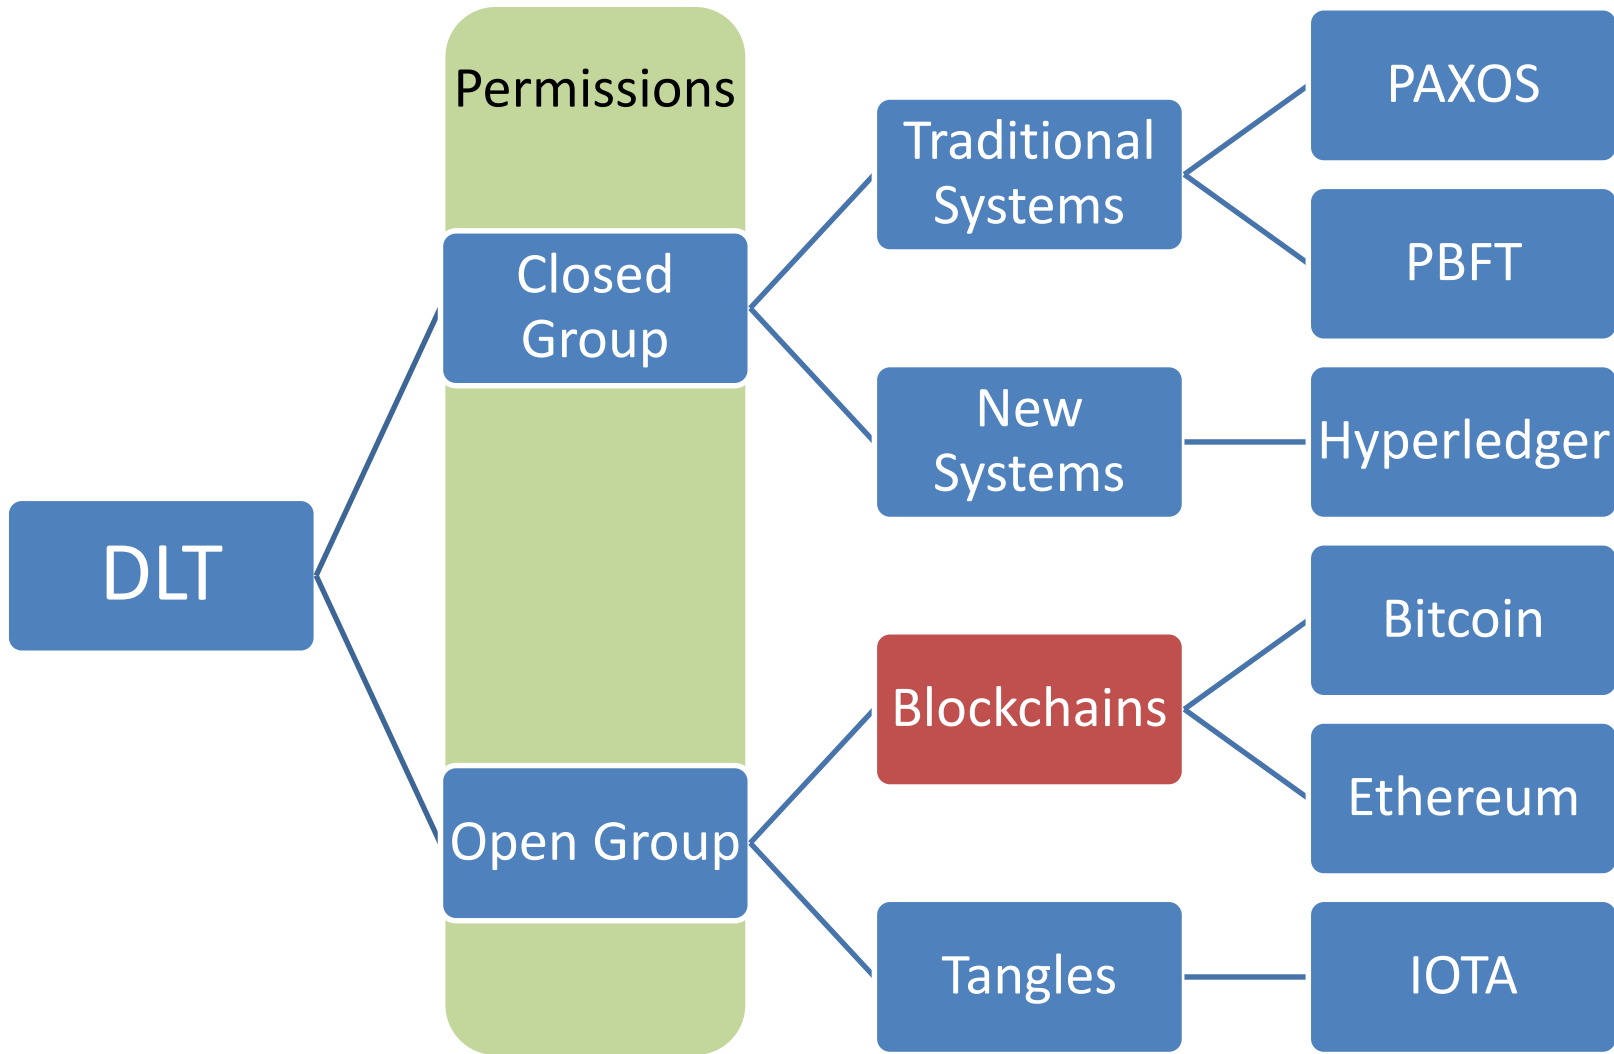 Permissions
DLT
Closed
Group
Open Group
Traditional
Systems
New
Systems
Blockchains
Tangles
PAXOS
PBFT
Hyperledger
Bitcoin
Ethereum
IOTA